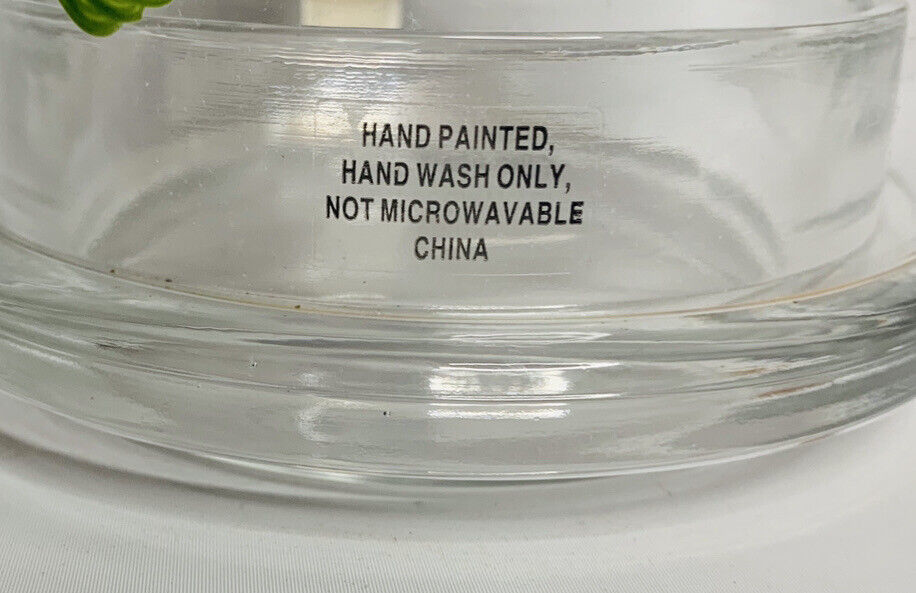 HAND PAINTED,
HAND WASH ONLY,
NOT MICROWAVABLE
CHINA